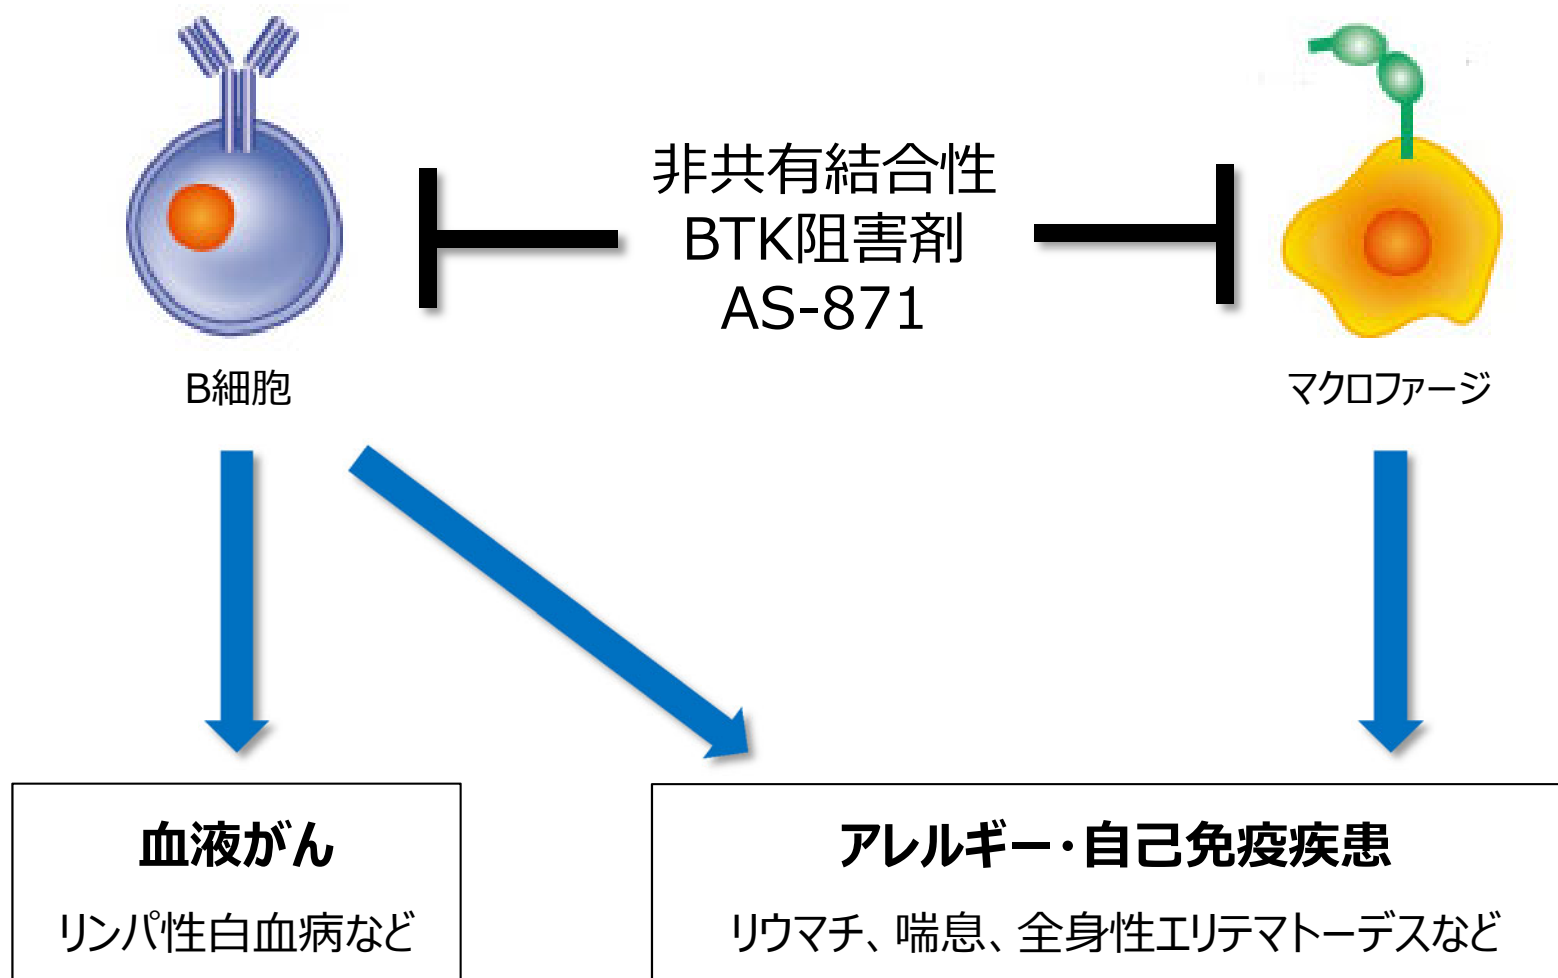 非共有結合性
BTK阻害剤
AS-871
B細胞
マクロファージ
血液がん
リンパ性白血病など
アレルギー・自己免疫疾患
リウマチ、喘息、全身性エリテマトーデスなど